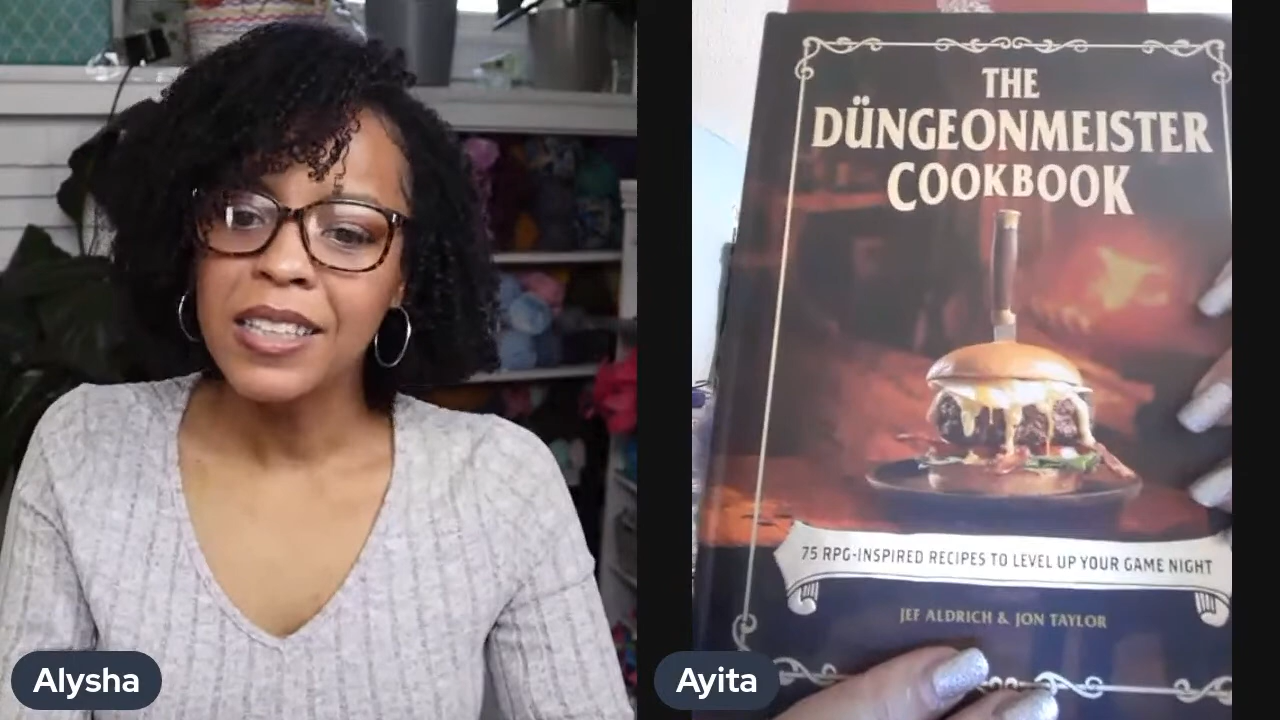 THE
DÜNGEONMEISTER
COOKBOOK
75 RPG-INSPIRED RECIPES TO LEVEL UP YOUR GAME NIGHT
JEF ALDRICH & JON TAYLOR
Alysha
Ayita